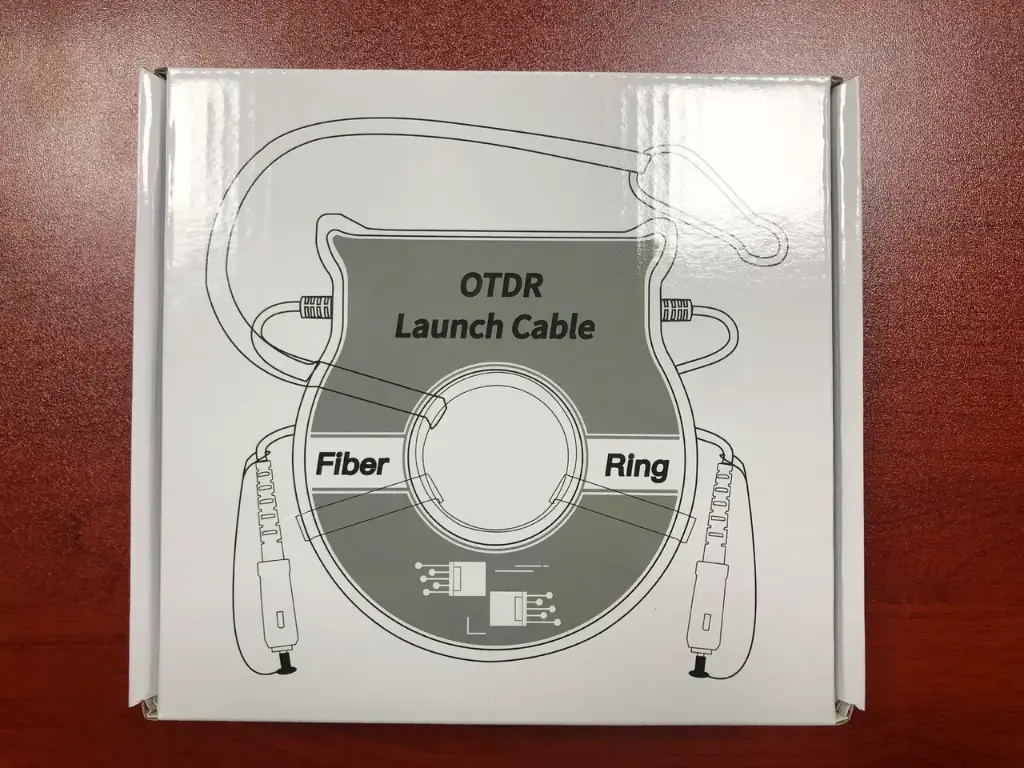 OTDR
Launch Cable
Fiber Ring